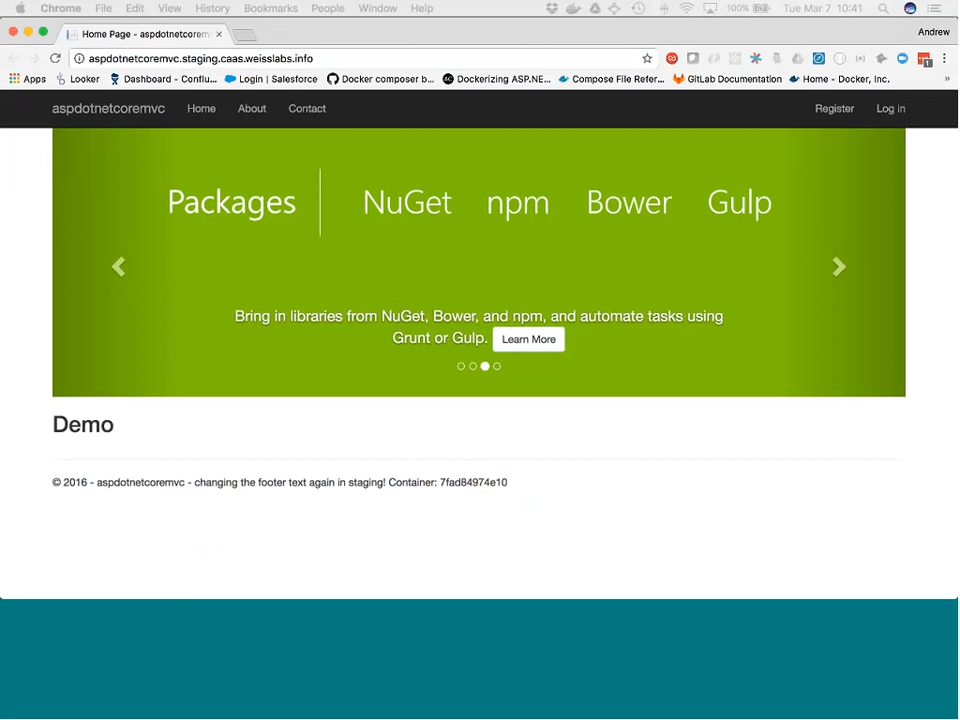 Chrome File Edit View History Bookmarks People Window Help 100% Tue Mar 7 10:41
Home Page - aspdotnetcorem Andrew
aspdotnetcoremvc.staging.caas.weisslabs.info
Apps Looker Dashboard - Conflu... Login | Salesforce Docker composer b... Dockerizing ASP.NE... Compose File Refer... GitLab Documentation Home - Docker, Inc. »
aspdotnetcoremvc Home About Contact Register Log in
Packages NuGet npm Bower Gulp
Bring in libraries from NuGet, Bower, and npm, and automate tasks using
Grunt or Gulp. Learn More
Demo
© 2016 - aspdotnetcoremvc - changing the footer text again in staging! Container: 7fad84974e10